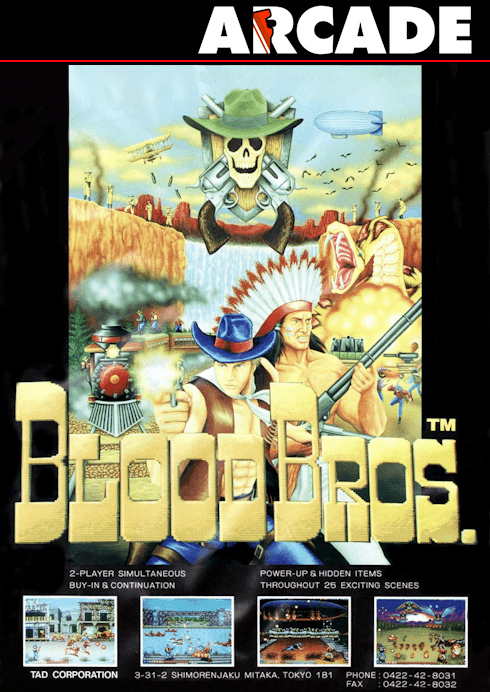 ARCADE
BLOOD BROS.™
2-PLAYER SIMULTANEOUS
BUY-IN & CONTINUATION
POWER-UP & HIDDEN ITEMS
THROUGHOUT 25 EXCITING SCENES
TAD CORPORATION
3-31-2 SHIMORENJAKU MITAKA, TOKYO 181
PHONE : 0422-42-8031
FAX : 0422-42-8032